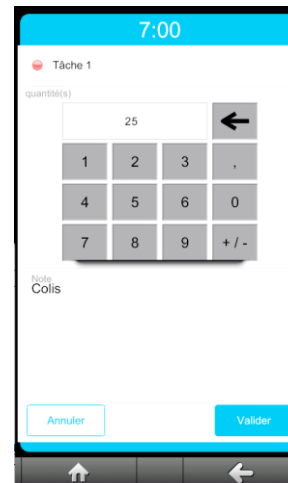 7:00
Tâche 1
quantité(s)
25
1 2 3 ,
4 5 6 0
7 8 9 + / -
Note
Colis
Annuler Valider